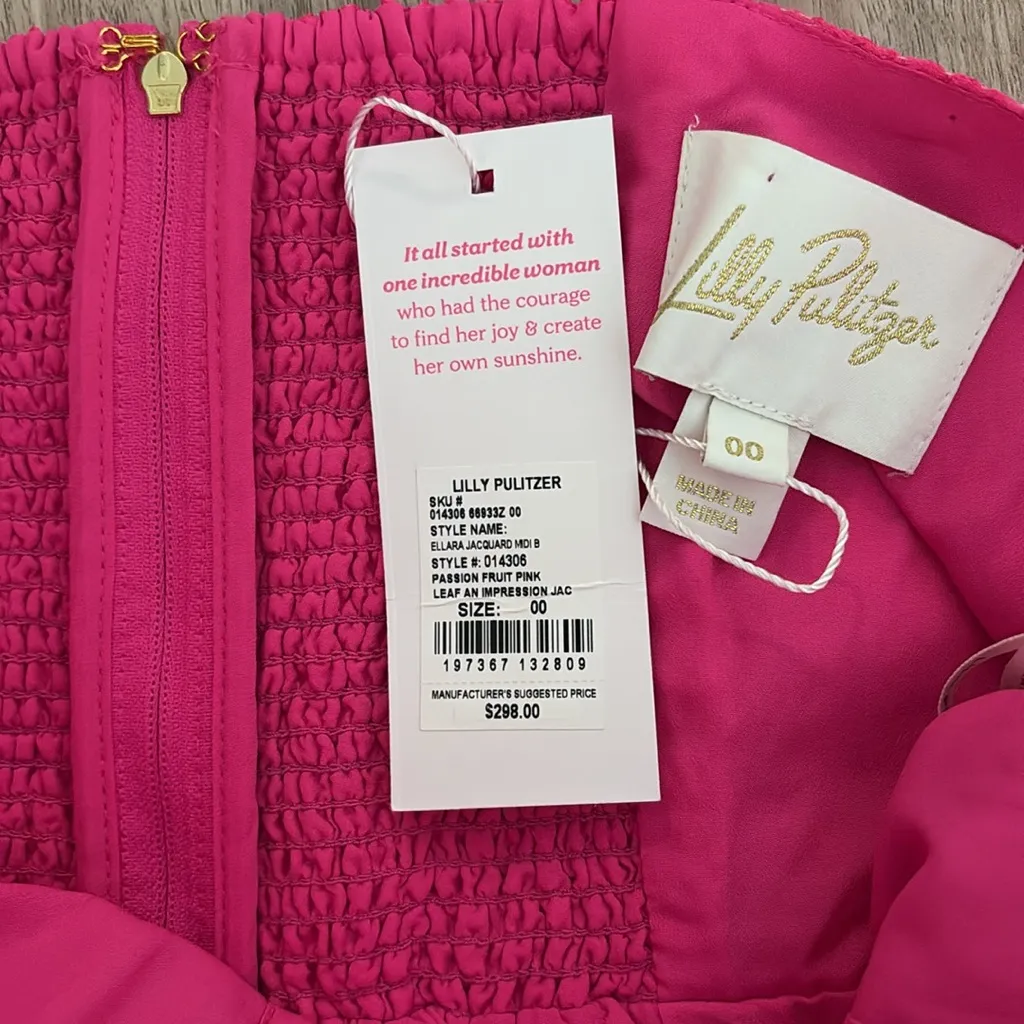 It all started with
one incredible woman
who had the courage
to find her joy & create
her own sunshine.
LILLY PULITZER
SKU #
014306 66933Z 00
STYLE NAME:
ELLARA JACQUARD MIDI B
STYLE #: 014306
PASSION FRUIT PINK
LEAF AN IMPRESSION JAC
SIZE: 00
197367 132809
MANUFACTURER'S SUGGESTED PRICE
$298.00
Lilly Pulitzer
00
MADE IN
CHINA